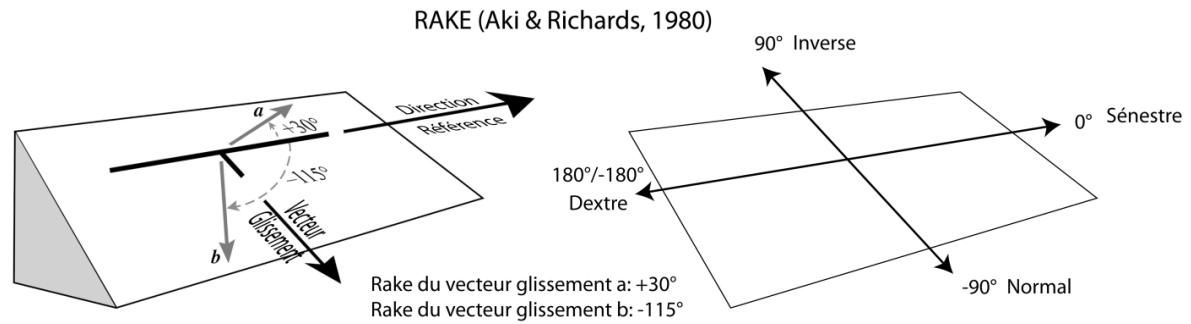 RAKE (Aki & Richards, 1980)
a
+30°
-115°
b
Direction
Référence
Vecteur
Glissement
Rake du vecteur glissement a: +30°
Rake du vecteur glissement b: -115°
90° Inverse
0° Sénestre
180°/-180°
Dextre
-90° Normal